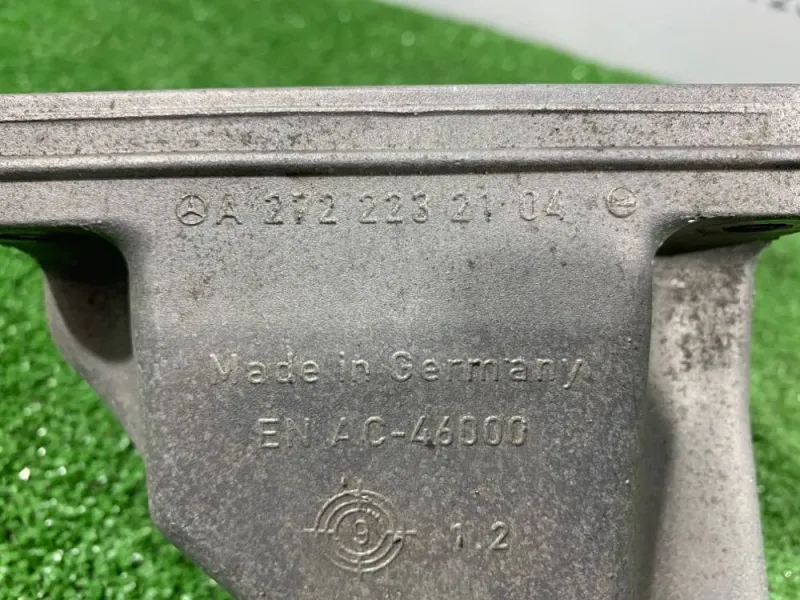 A 272 223 21 04
Made in Germany
EN AC-46000
9 1.2